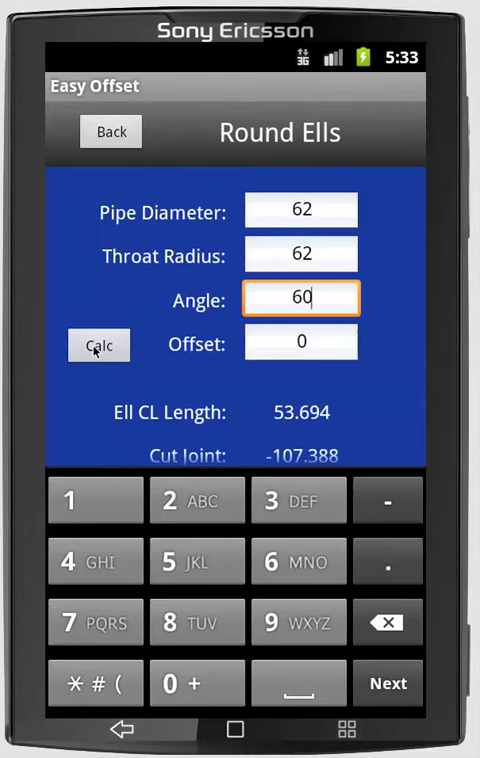 Sony Ericsson
3G 5:33
Easy Offset
Back Round Ells
Pipe Diameter: 62
Throat Radius: 62
Angle: 60
Calc Offset: 0
Ell CL Length: 53.694
Cut Joint: -107.388
1 2 ABC 3 DEF -
4 GHI 5 JKL 6 MNO .
7 PQRS 8 TUV 9 WXYZ
* # ( 0 + Next